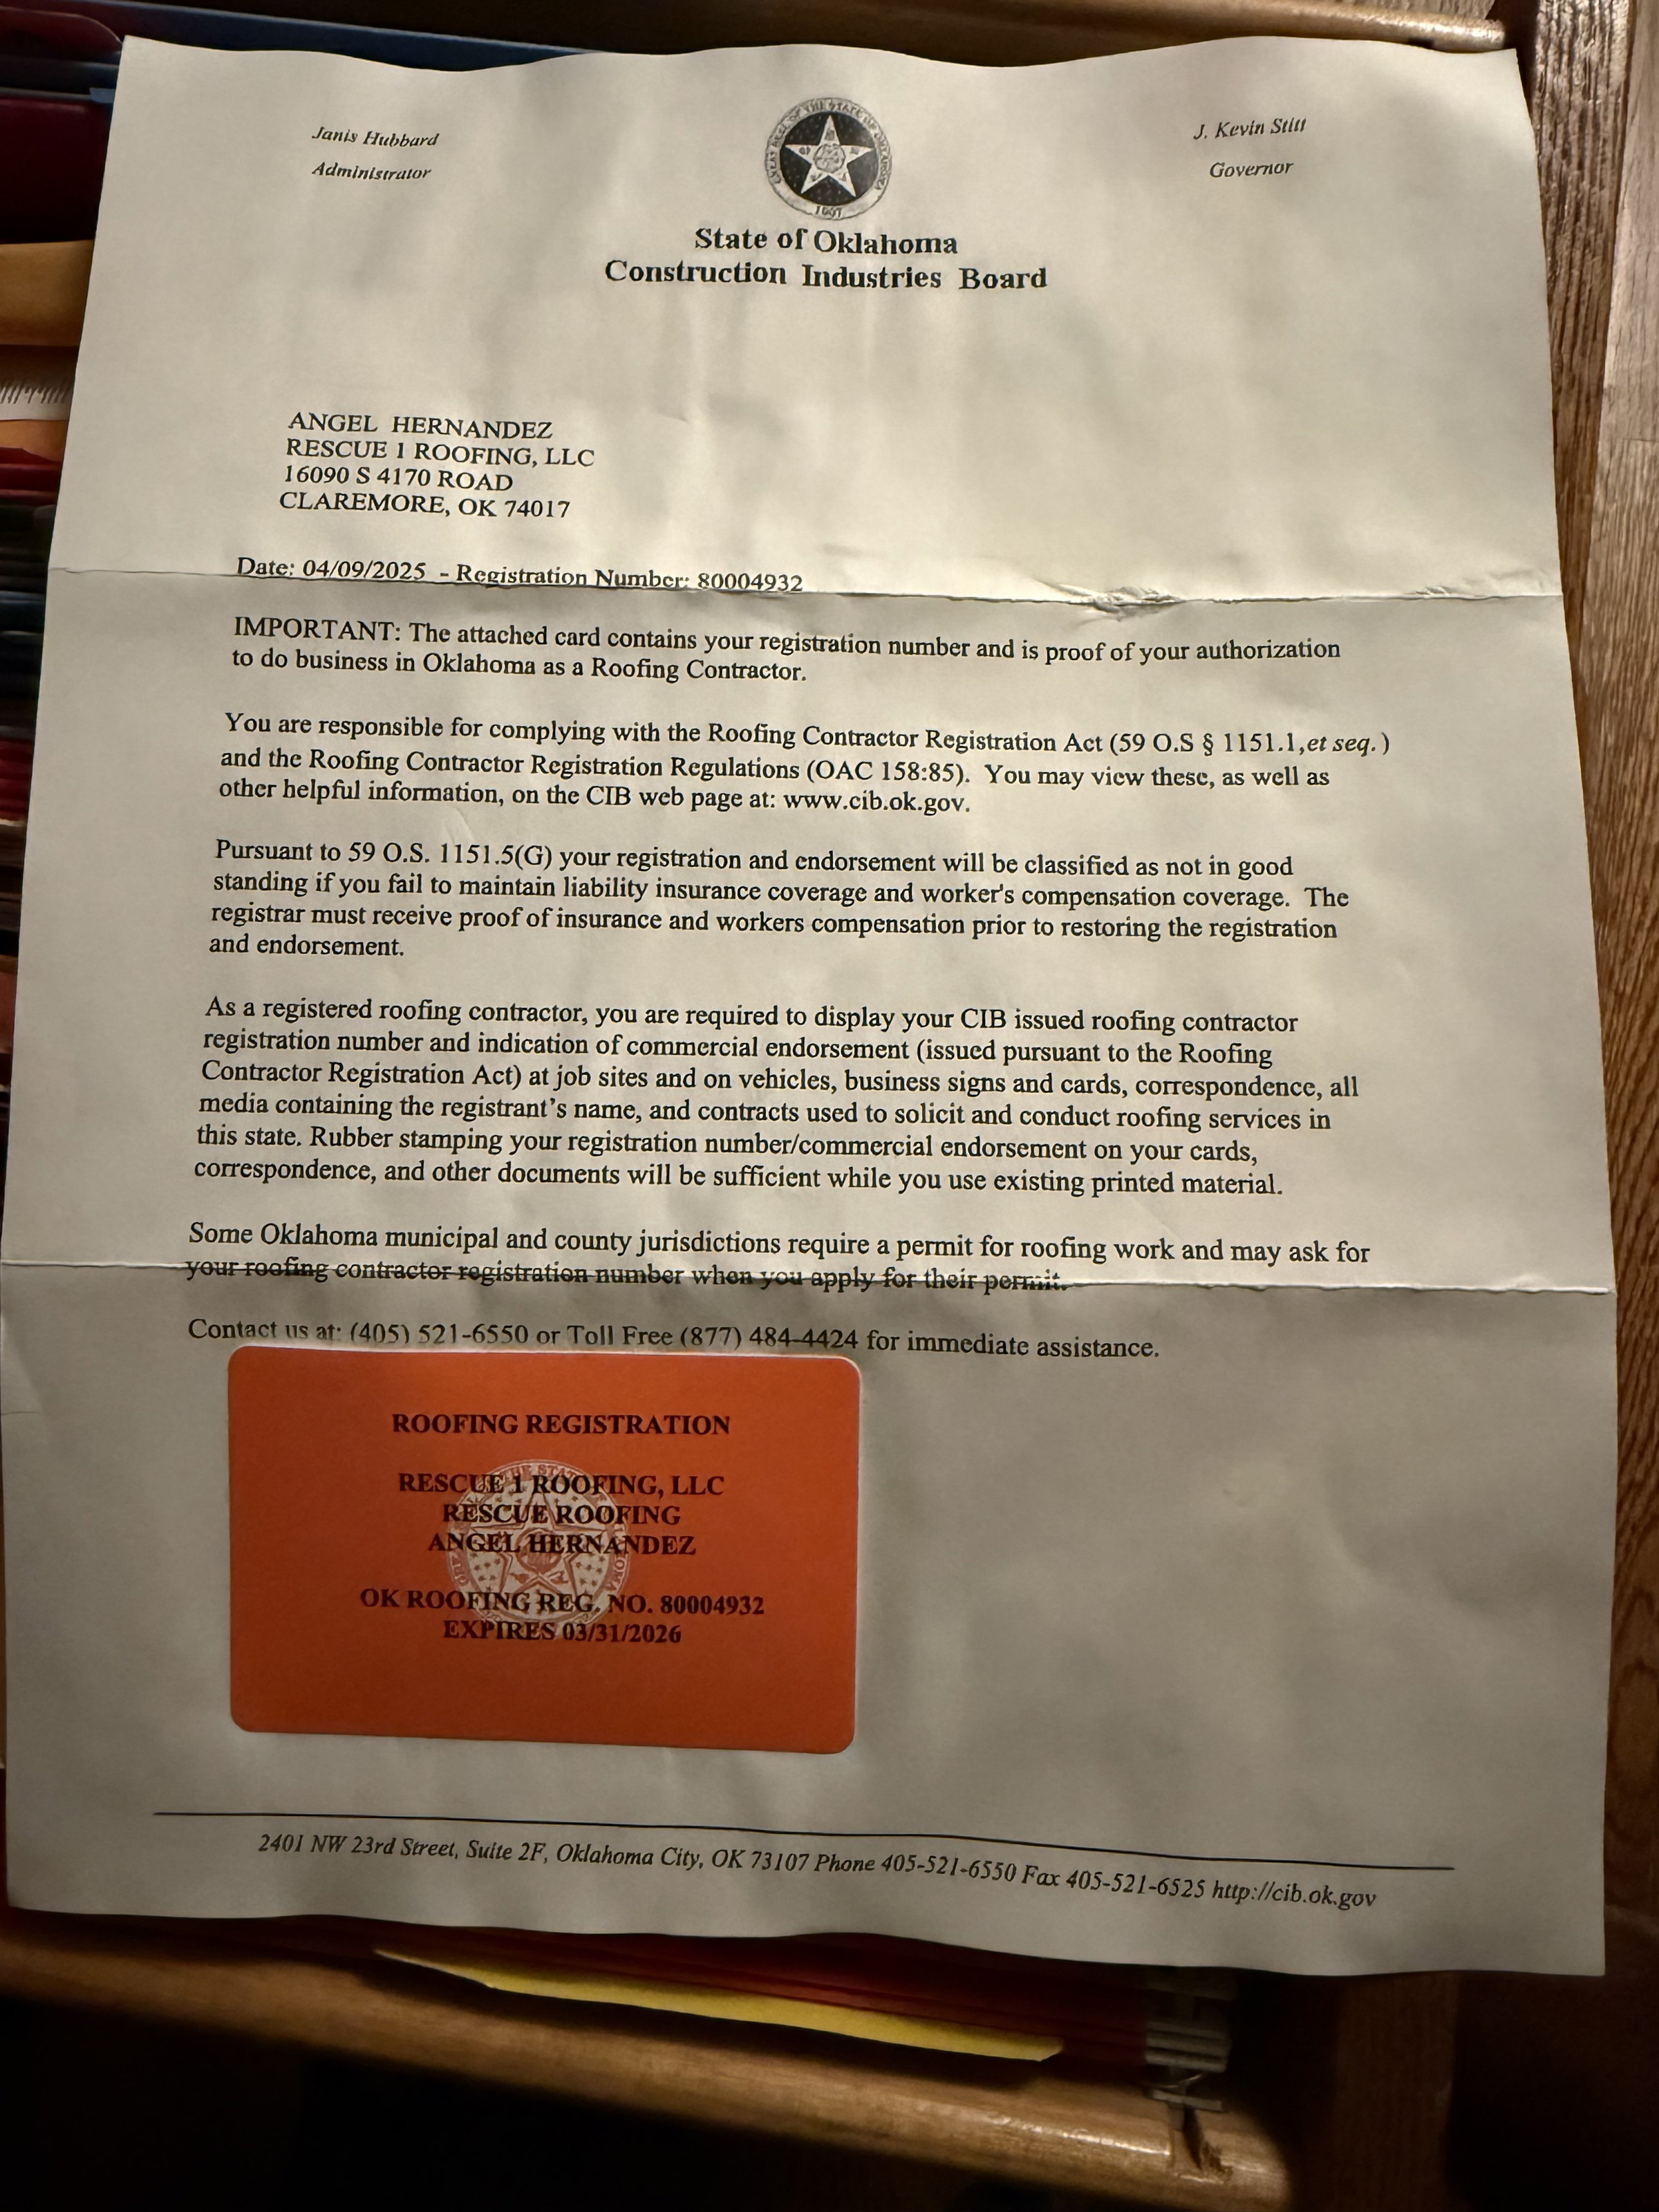 Janis Hubbard
Administrator
J. Kevin Stitt
Governor
GREAT SEAL OF THE STATE OF OKLAHOMA
1907
State of Oklahoma
Construction Industries Board
ANGEL HERNANDEZ
RESCUE 1 ROOFING, LLC
16090 S 4170 ROAD
CLAREMORE, OK 74017
Date: 04/09/2025 - Registration Number: 80004932
IMPORTANT: The attached card contains your registration number and is proof of your authorization
to do business in Oklahoma as a Roofing Contractor.
You are responsible for complying with the Roofing Contractor Registration Act (59 O.S § 1151.1,et seq.)
and the Roofing Contractor Registration Regulations (OAC 158:85). You may view these, as well as
other helpful information, on the CIB web page at: www.cib.ok.gov.
Pursuant to 59 O.S. 1151.5(G) your registration and endorsement will be classified as not in good
standing if you fail to maintain liability insurance coverage and worker's compensation coverage. The
registrar must receive proof of insurance and workers compensation prior to restoring the registration
and endorsement.
As a registered roofing contractor, you are required to display your CIB issued roofing contractor
registration number and indication of commercial endorsement (issued pursuant to the Roofing
Contractor Registration Act) at job sites and on vehicles, business signs and cards, correspondence, all
media containing the registrant’s name, and contracts used to solicit and conduct roofing services in
this state. Rubber stamping your registration number/commercial endorsement on your cards,
correspondence, and other documents will be sufficient while you use existing printed material.
Some Oklahoma municipal and county jurisdictions require a permit for roofing work and may ask for
your roofing contractor registration number when you apply for their permit.
Contact us at: (405) 521-6550 or Toll Free (877) 484-4424 for immediate assistance.
ROOFING REGISTRATION
RESCUE 1 ROOFING, LLC
RESCUE ROOFING
ANGEL HERNANDEZ
OK ROOFING REG. NO. 80004932
EXPIRES 03/31/2026
2401 NW 23rd Street, Suite 2F, Oklahoma City, OK 73107 Phone 405-521-6550 Fax 405-521-6525 http://cib.ok.gov